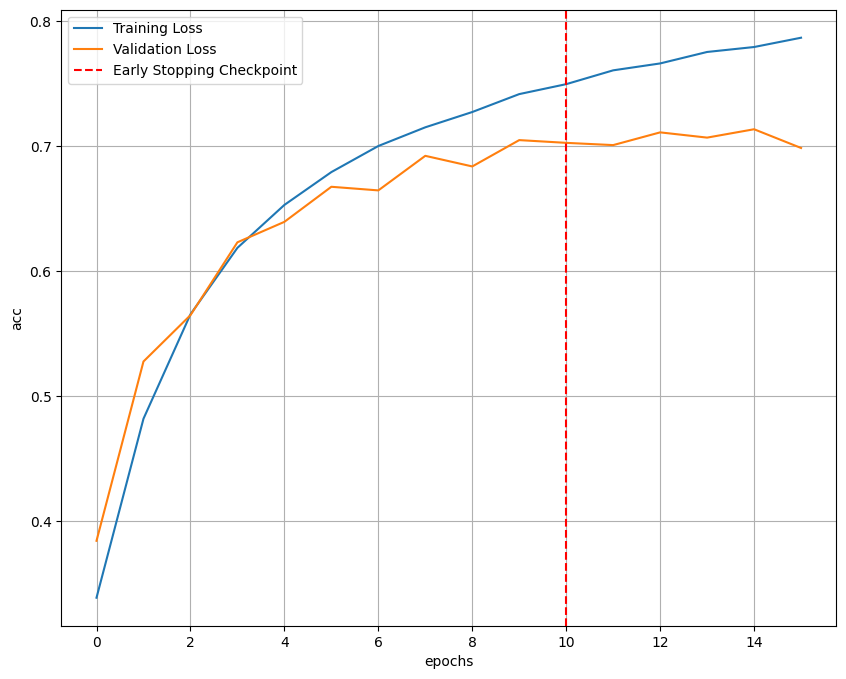 Training Loss
Validation Loss
Early Stopping Checkpoint
0.8
0.7
0.6
0.5
0.4
acc
0 2 4 6 8 10 12 14
epochs